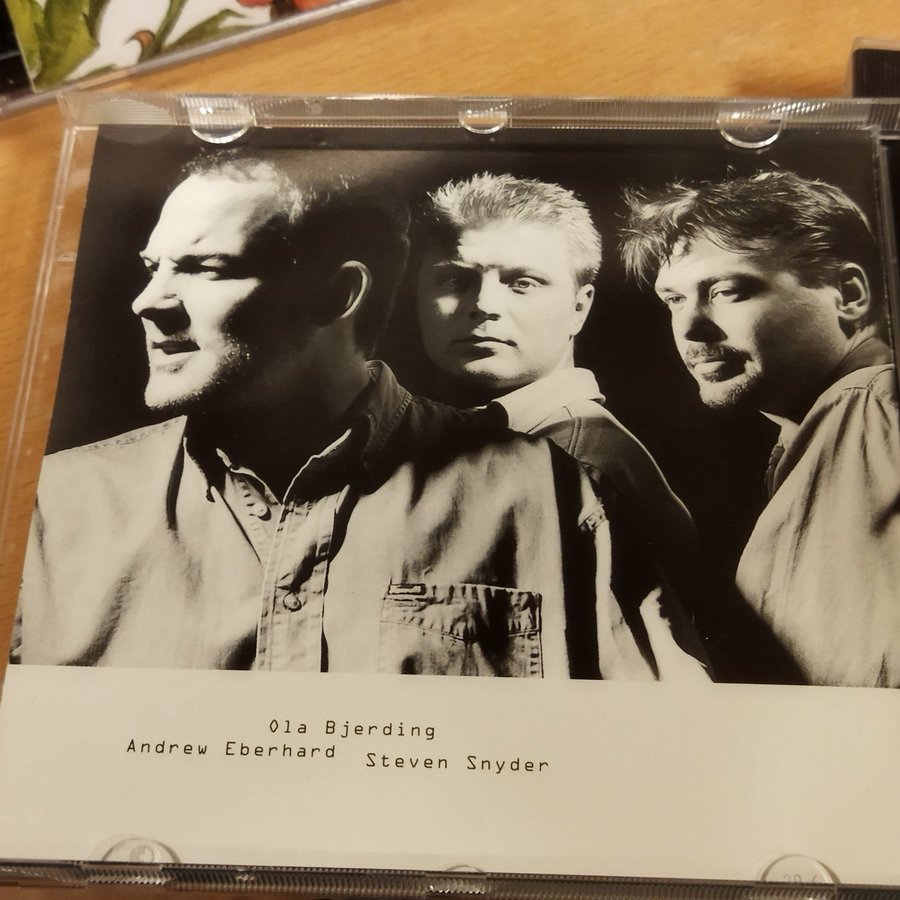 Ola Bjerding
Andrew Eberhard
Steven Snyder